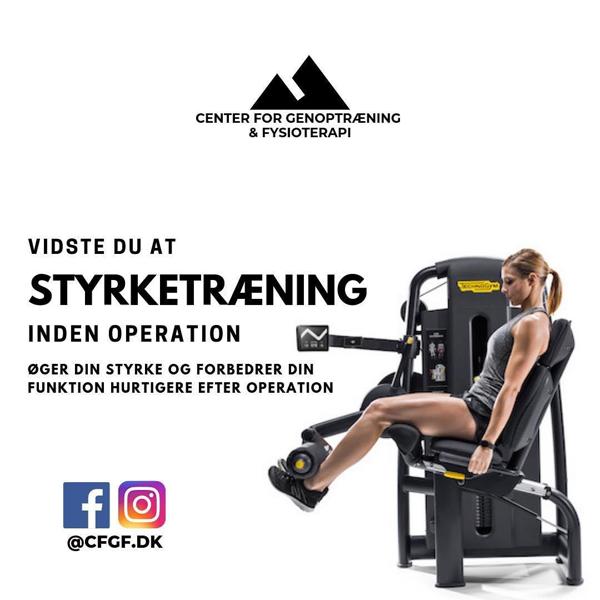 CENTER FOR GENOPTRÆNING
& FYSIOTERAPI
VIDSTE DU AT
STYRKETRÆNING
INDEN OPERATION
ØGER DIN STYRKE OG FORBEDRER DIN
FUNKTION HURTIGERE EFTER OPERATION
TECHNOGYM
@CFGF.DK